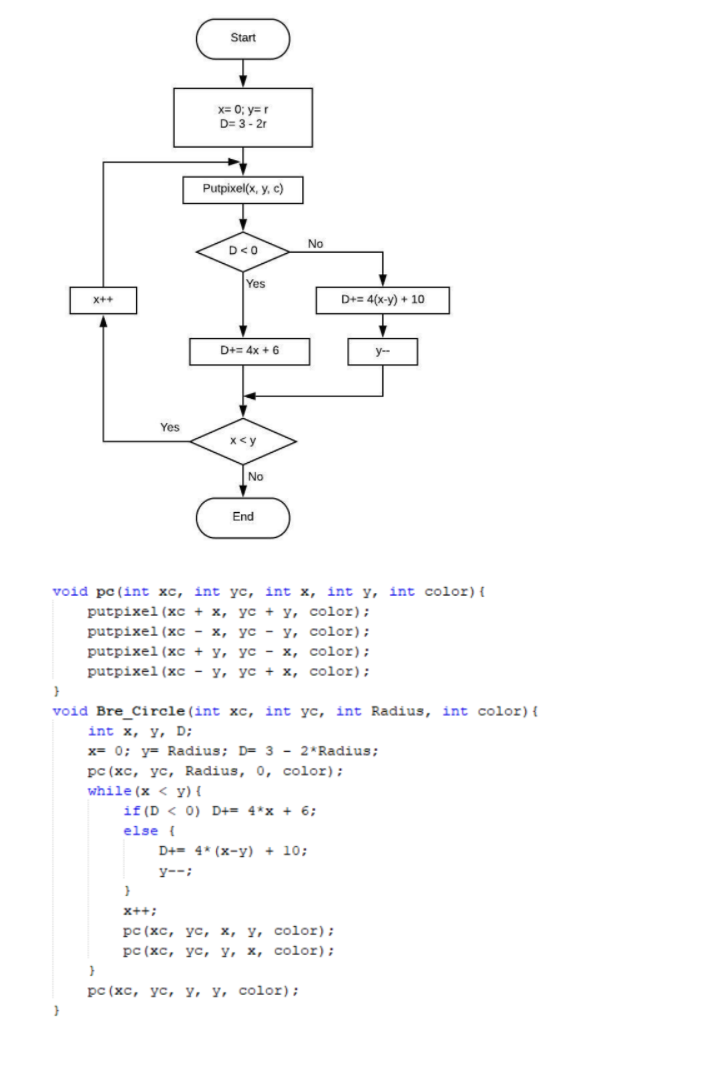 Start
x= 0; y= r
D= 3 - 2r
Putpixel(x, y, c)
D < 0
No
Yes
x++
D+= 4(x-y) + 10
D+= 4x + 6
y--
Yes
x < y
No
End
void pc(int xc, int yc, int x, int y, int color){
putpixel(xc + x, yc + y, color);
putpixel(xc - x, yc - y, color);
putpixel(xc + y, yc - x, color);
putpixel(xc - y, yc + x, color);
}
void Bre_Circle(int xc, int yc, int Radius, int color){
int x, y, D;
x= 0; y= Radius; D= 3 - 2*Radius;
pc(xc, yc, Radius, 0, color);
while(x < y){
if(D < 0) D+= 4*x + 6;
else {
D+= 4*(x-y) + 10;
y--;
}
x++;
pc(xc, yc, x, y, color);
pc(xc, yc, y, x, color);
}
pc(xc, yc, y, y, color);
}